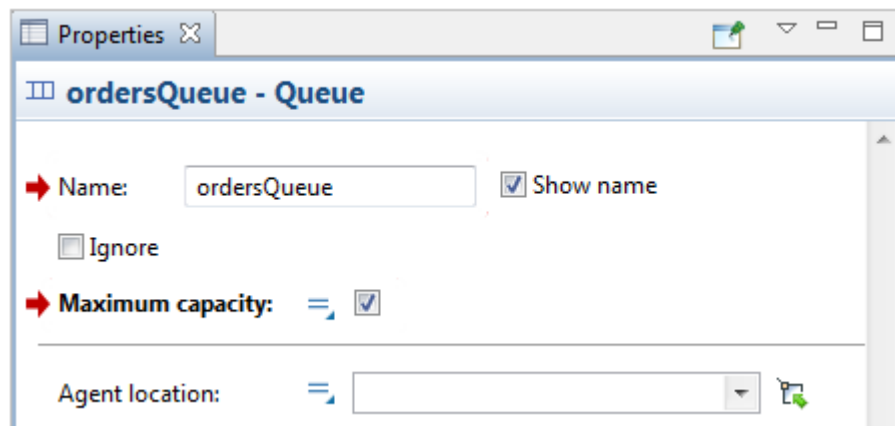 Properties
ordersQueue - Queue
Name: ordersQueue Show name
Ignore
Maximum capacity:
Agent location: